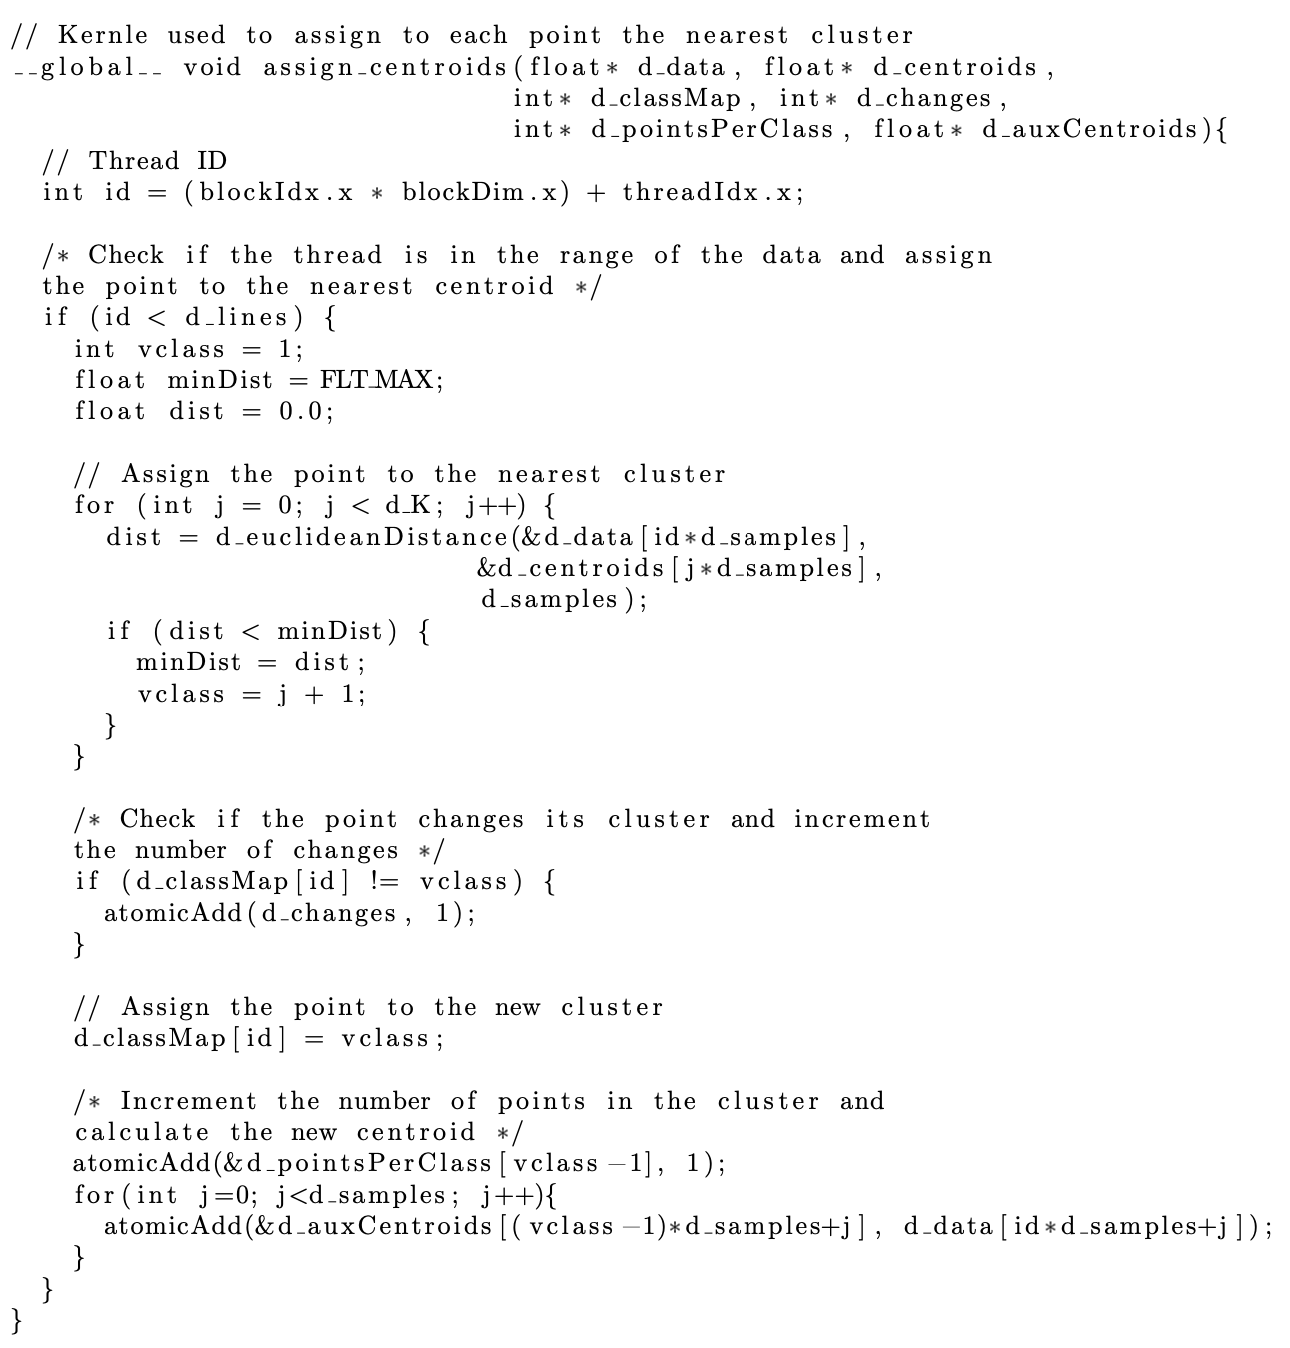 // Kernle used to assign to each point the nearest cluster
__global__ void assign_centroids(float* d_data, float* d_centroids,
int* d_classMap, int* d_changes,
int* d_pointsPerClass, float* d_auxCentroids){
// Thread ID
int id = (blockIdx.x * blockDim.x) + threadIdx.x;
/* Check if the thread is in the range of the data and assign
the point to the nearest centroid */
if (id < d_lines) {
int vclass = 1;
float minDist = FLT_MAX;
float dist = 0.0;
// Assign the point to the nearest cluster
for (int j = 0; j < d_K; j++) {
dist = d_euclideanDistance(&d_data[id*d_samples],
&d_centroids[j*d_samples],
d_samples);
if (dist < minDist) {
minDist = dist;
vclass = j + 1;
}
}
/* Check if the point changes its cluster and increment
the number of changes */
if (d_classMap[id] != vclass) {
atomicAdd(d_changes, 1);
}
// Assign the point to the new cluster
d_classMap[id] = vclass;
/* Increment the number of points in the cluster and
calculate the new centroid */
atomicAdd(&d_pointsPerClass[vclass-1], 1);
for(int j=0; j<d_samples; j++){
atomicAdd(&d_auxCentroids[(vclass-1)*d_samples+j], d_data[id*d_samples+j]);
}
}
}